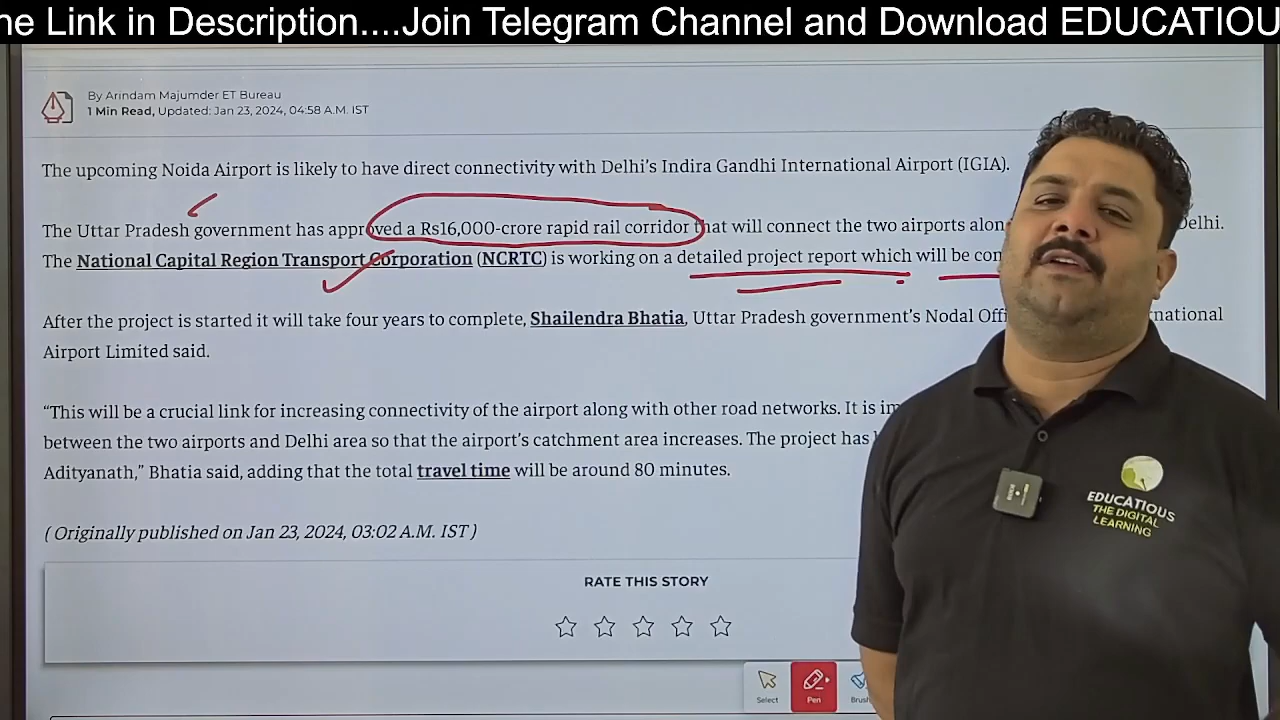 he Link in Description....Join Telegram Channel and Download EDUCATIOU
By Arindam Majumder ET Bureau
1 Min Read, Updated: Jan 23, 2024, 04:58 A.M. IST
The upcoming Noida Airport is likely to have direct connectivity with Delhi's Indira Gandhi International Airport (IGIA).
The Uttar Pradesh government has approved a Rs16,000-crore rapid rail corridor that will connect the two airports alon Delhi.
The National Capital Region Transport Corporation (NCRTC) is working on a detailed project report which will be con
After the project is started it will take four years to complete, Shailendra Bhatia, Uttar Pradesh government's Nodal Offi
Airport Limited said.
“This will be a crucial link for increasing connectivity of the airport along with other road networks. It is im
between the two airports and Delhi area so that the airport's catchment area increases. The project has
Adityanath,” Bhatia said, adding that the total travel time will be around 80 minutes.
( Originally published on Jan 23, 2024, 03:02 A.M. IST )
RATE THIS STORY
Select Pen Brush
EDUCATIOUS
THE DIGITAL
LEARNING